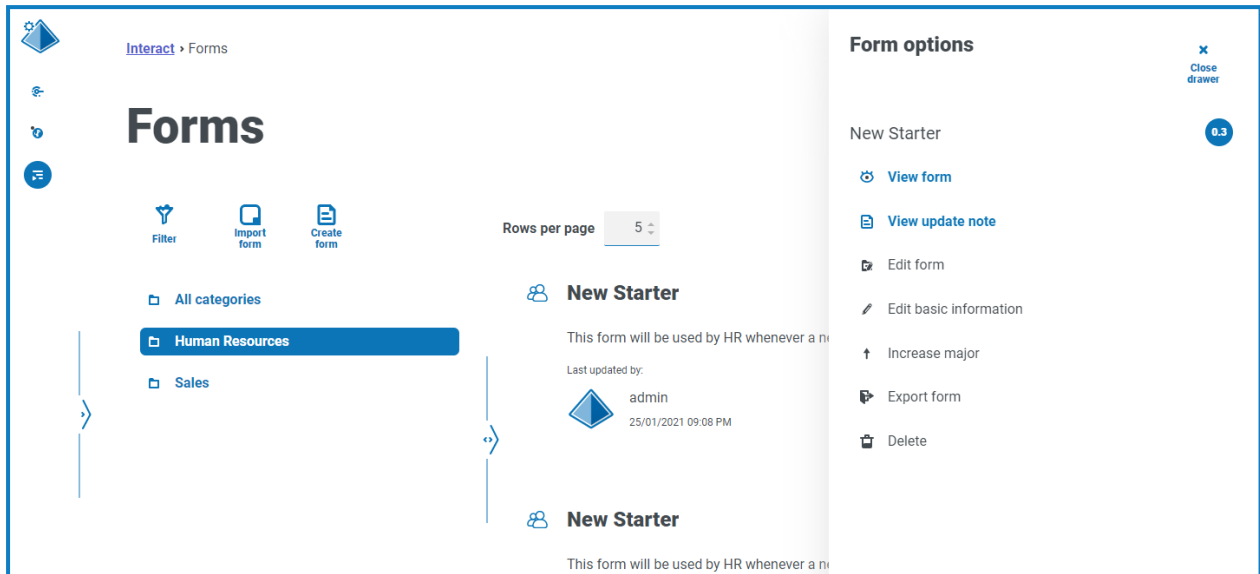 Interact › Forms
Forms
Filter
Import
form
Create
form
All categories
Human Resources
Sales
Rows per page 5
New Starter
This form will be used by HR whenever a
Last updated by:
admin
25/01/2021 09:08 PM
New Starter
This form will be used by HR whenever a
Form options
Close
drawer
New Starter 0.3
View form
View update note
Edit form
Edit basic information
Increase major
Export form
Delete